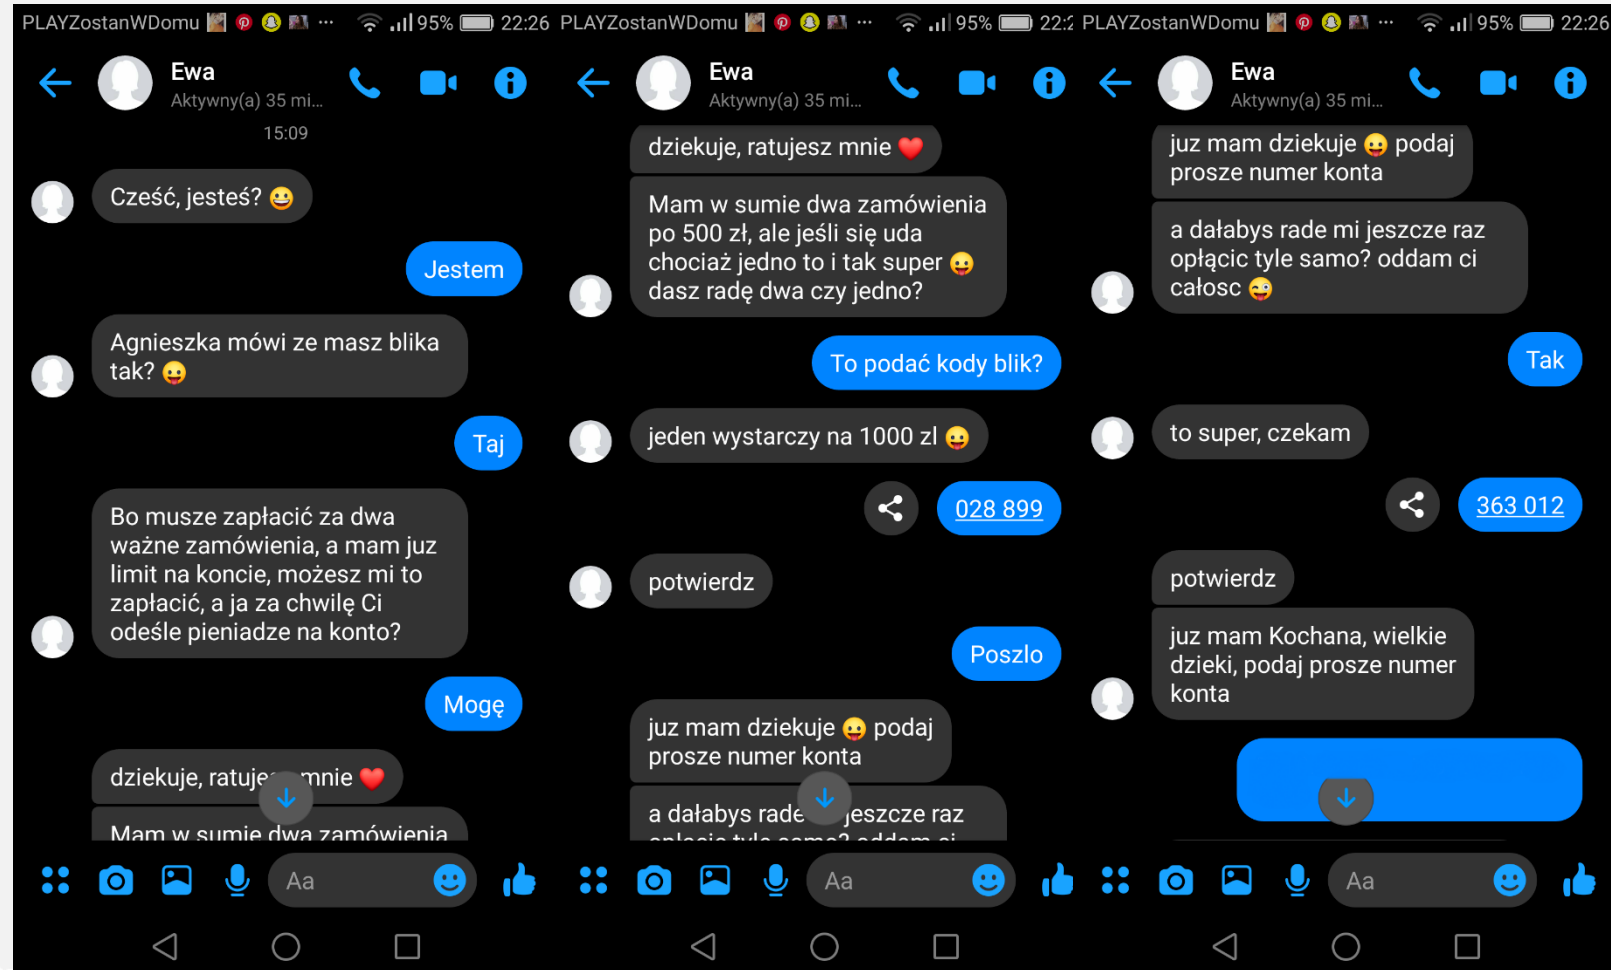 PLAYZostanWDomu ... 95% 22:26
Ewa
Aktywny(a) 35 mi...
15:09
Cześć, jesteś?
Jestem
Agnieszka mówi ze masz blika
tak?
Taj
Bo musze zapłacić za dwa
ważne zamówienia, a mam juz
limit na koncie, możesz mi to
zapłacić, a ja za chwilę Ci
odeśle pieniadze na konto?
Mogę
dziekuje, mnie
Mam w sumie dwa zamówienia
Aa
PLAYZostanWDomu ... 95% 22:2
Ewa
Aktywny(a) 35 mi...
dziekuje, ratujesz mnie
Mam w sumie dwa zamówienia
po 500 zł, ale jeśli się uda
chociaż jedno to i tak super
dasz radę dwa czy jedno?
To podać kody blik?
jeden wystarczy na 1000 zl
028 899
potwierdz
Poszlo
juz mam dziekuje podaj
prosze numer konta
a dałabys rade jeszcze raz
Aa
PLAYZostanWDomu ... 95% 22:26
Ewa
Aktywny(a) 35 mi...
juz mam dziekuje podaj
prosze numer konta
a dałabys rade mi jeszcze raz
opłącic tyle samo? oddam ci
całosc
Tak
to super, czekam
363 012
potwierdz
juz mam Kochana, wielkie
dzieki, podaj prosze numer
konta
Aa